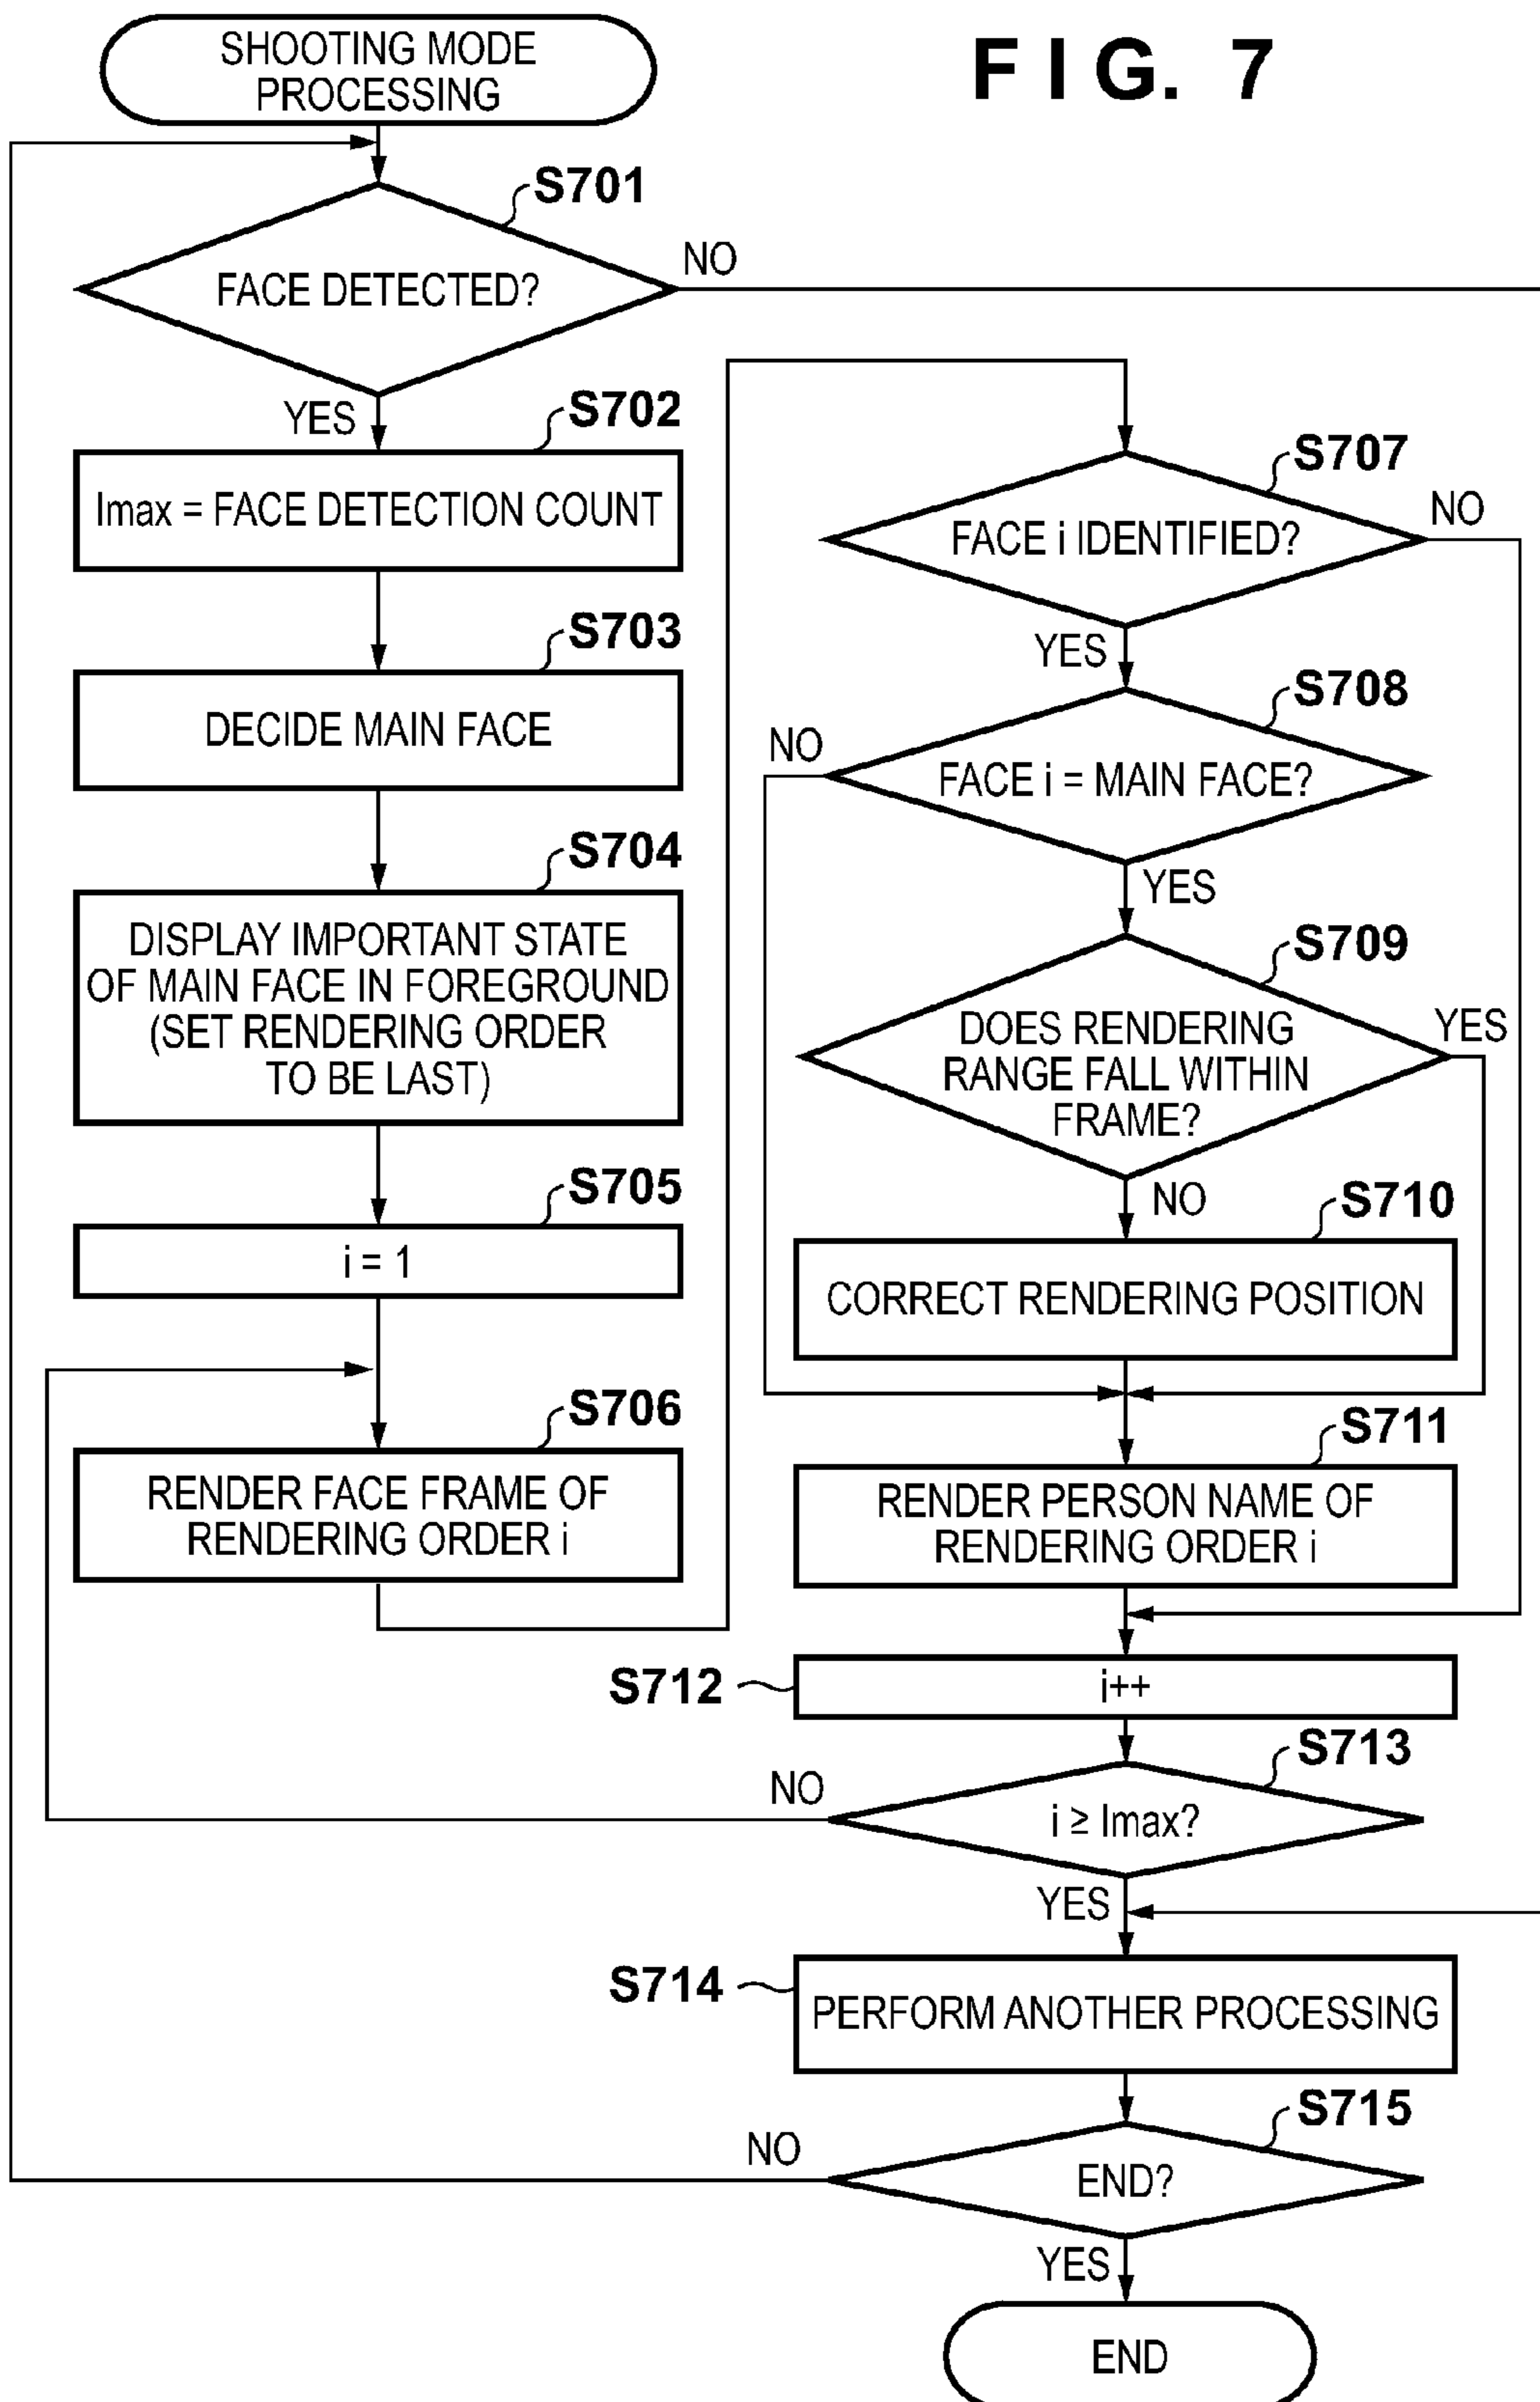 FIG. 7
SHOOTING MODE
PROCESSING
S701
FACE DETECTED?
NO
YES
S702
Imax = FACE DETECTION COUNT
S703
DECIDE MAIN FACE
S704
DISPLAY IMPORTANT STATE
OF MAIN FACE IN FOREGROUND
(SET RENDERING ORDER
TO BE LAST)
S705
i = 1
S706
RENDER FACE FRAME OF
RENDERING ORDER i
S707
FACE i IDENTIFIED?
NO
YES
S708
NO
FACE i = MAIN FACE?
YES
S709
DOES RENDERING
RANGE FALL WITHIN
FRAME?
YES
NO
S710
CORRECT RENDERING POSITION
S711
RENDER PERSON NAME OF
RENDERING ORDER i
S712
i++
S713
NO
i ≥ Imax?
YES
S714
PERFORM ANOTHER PROCESSING
S715
NO
END?
YES
END